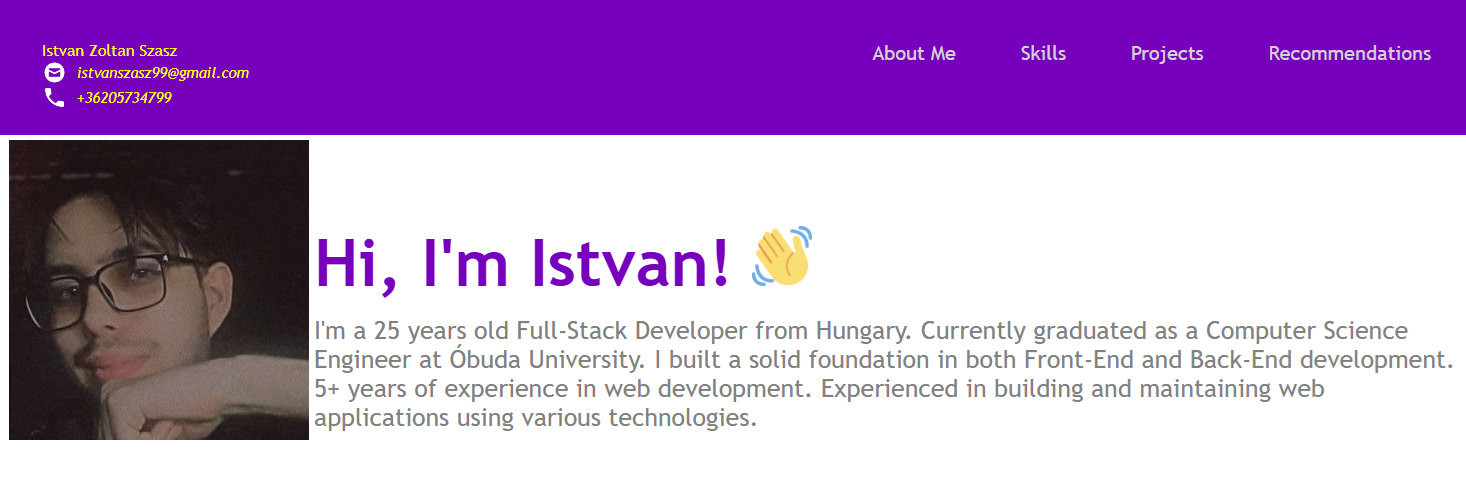 Istvan Zoltan Szasz
istvanszasz99@gmail.com
+36205734799
About Me Skills Projects Recommendations
Hi, I'm Istvan!
I'm a 25 years old Full-Stack Developer from Hungary. Currently graduated as a Computer Science
Engineer at Óbuda University. I built a solid foundation in both Front-End and Back-End development.
5+ years of experience in web development. Experienced in building and maintaining web
applications using various technologies.